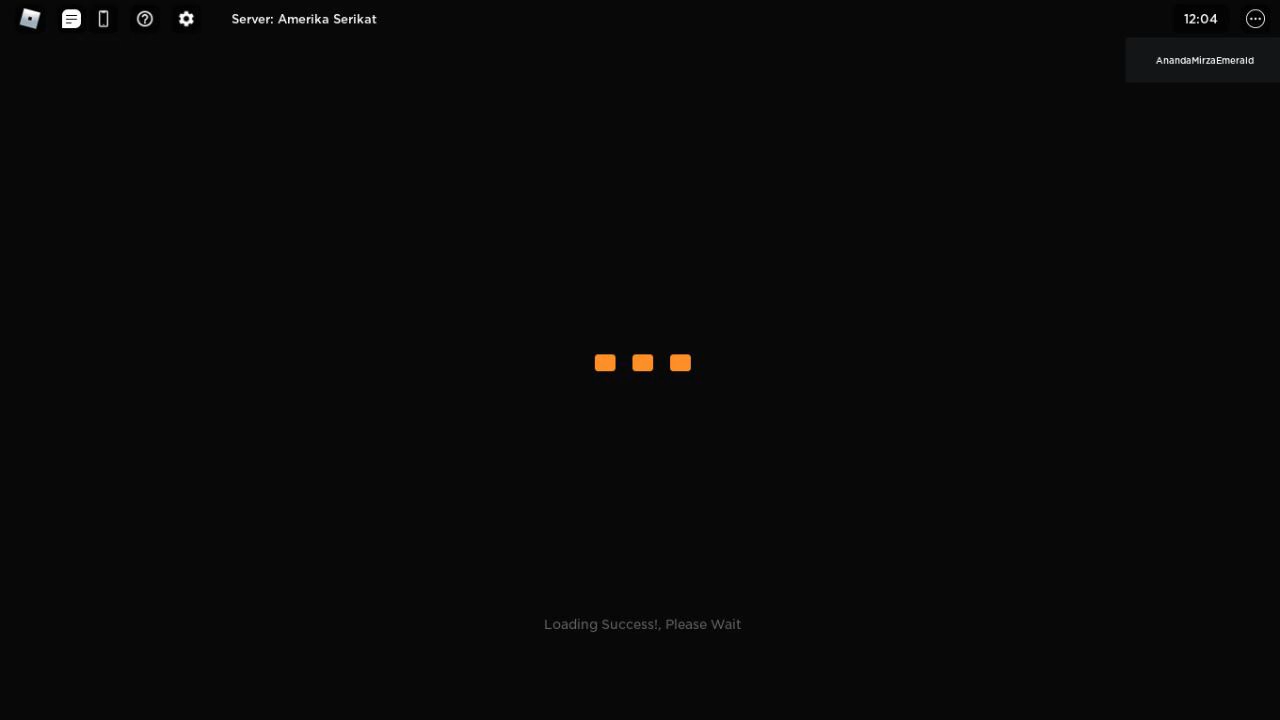 Server: Amerika Serikat
12:04
AnandaMirzaEmerald
Loading Success!, Please Wait